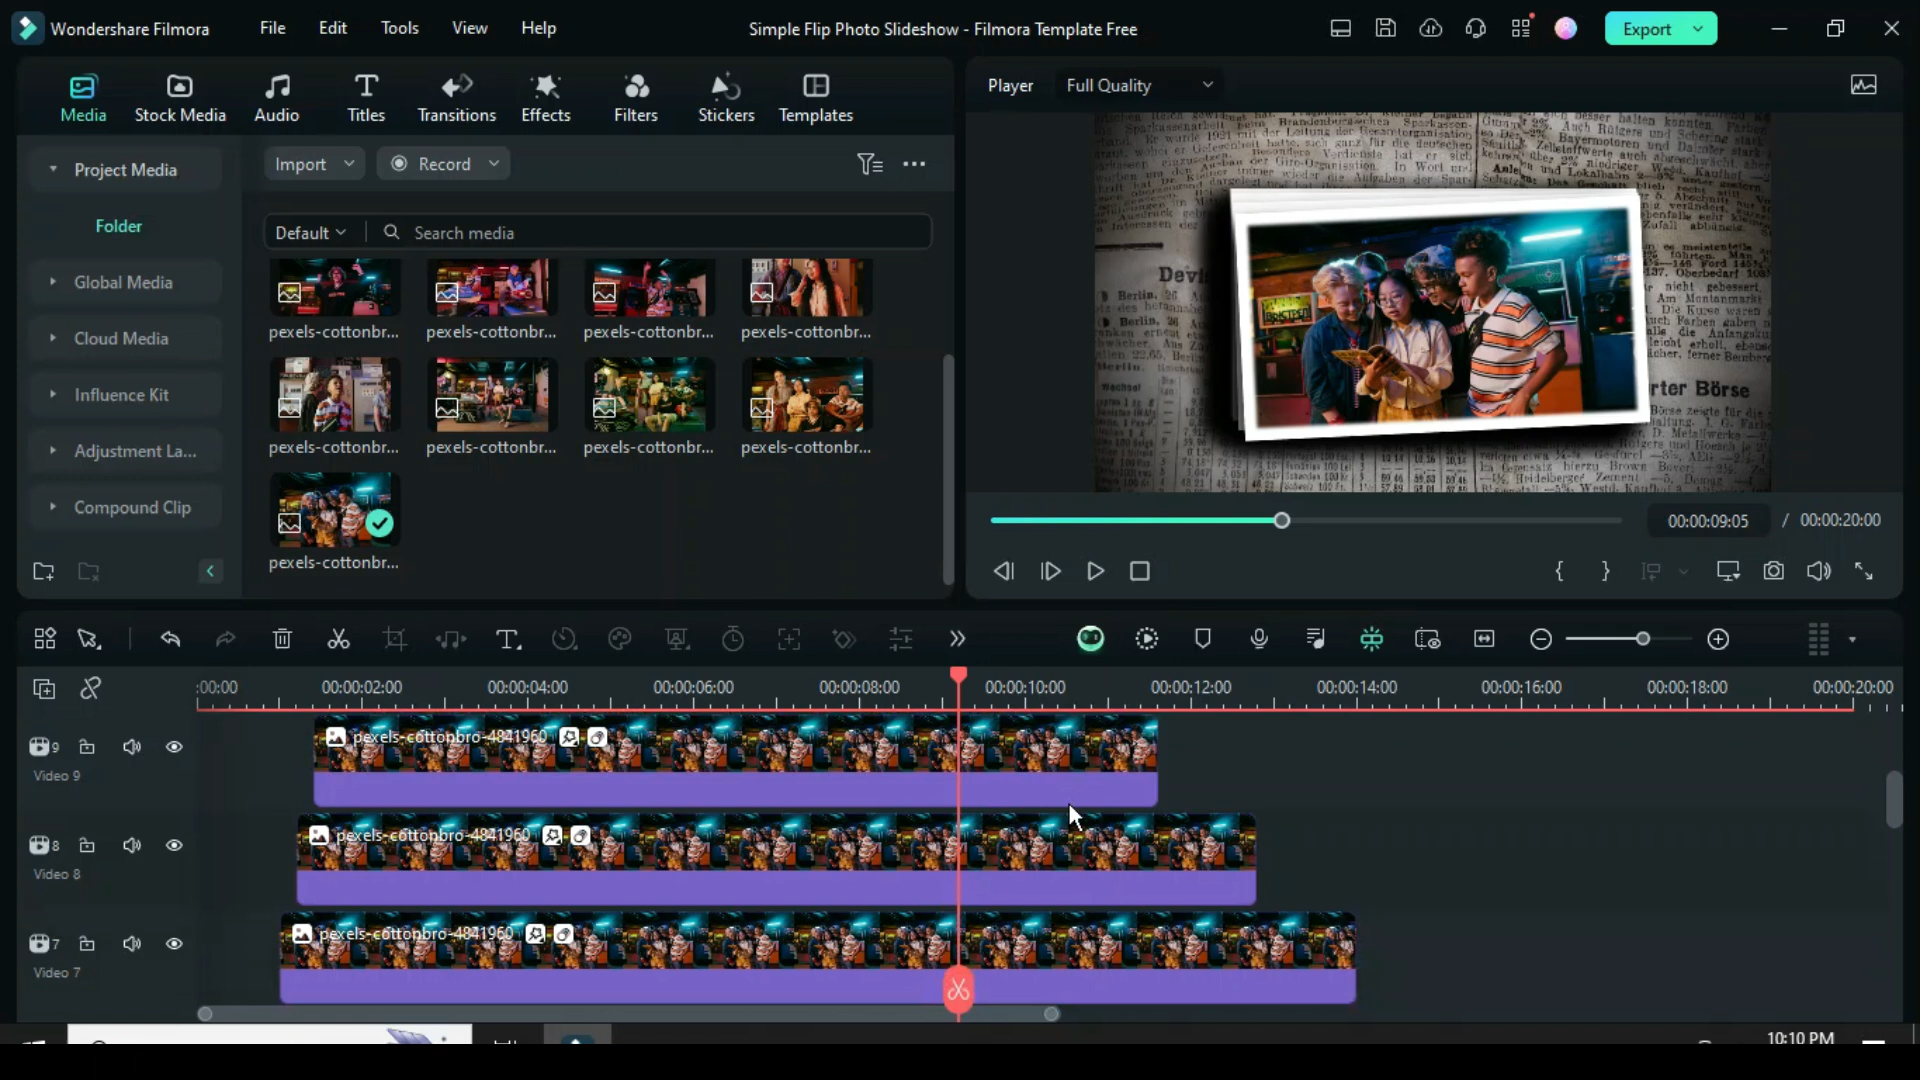 Wondershare Filmora
File
Edit
Tools
View
Help
Simple Flip Photo Slideshow - Filmora Template Free
Export
Media
Stock Media
Audio
Titles
Transitions
Effects
Filters
Stickers
Templates
Player
Full Quality
Project Media
Folder
Global Media
Cloud Media
Influence Kit
Adjustment La...
Compound Clip
Import
Record
Default
Search media
pexels-cottonbr...
pexels-cottonbr...
pexels-cottonbr...
pexels-cottonbr...
pexels-cottonbr...
pexels-cottonbr...
pexels-cottonbr...
pexels-cottonbr...
pexels-cottonbr...
rter Börse
00:00:09:05 / 00:00:20:00
{ }
:00:00
00:00:02:00
00:00:04:00
00:00:06:00
00:00:08:00
00:00:10:00
00:00:12:00
00:00:14:00
00:00:16:00
00:00:18:00
00:00:20:00
9
Video 9
pexels-cottonbro-4841960
8
Video 8
pexels-cottonbro-4841960
7
Video 7
pexels-cottonbro-4841960
10:10 PM